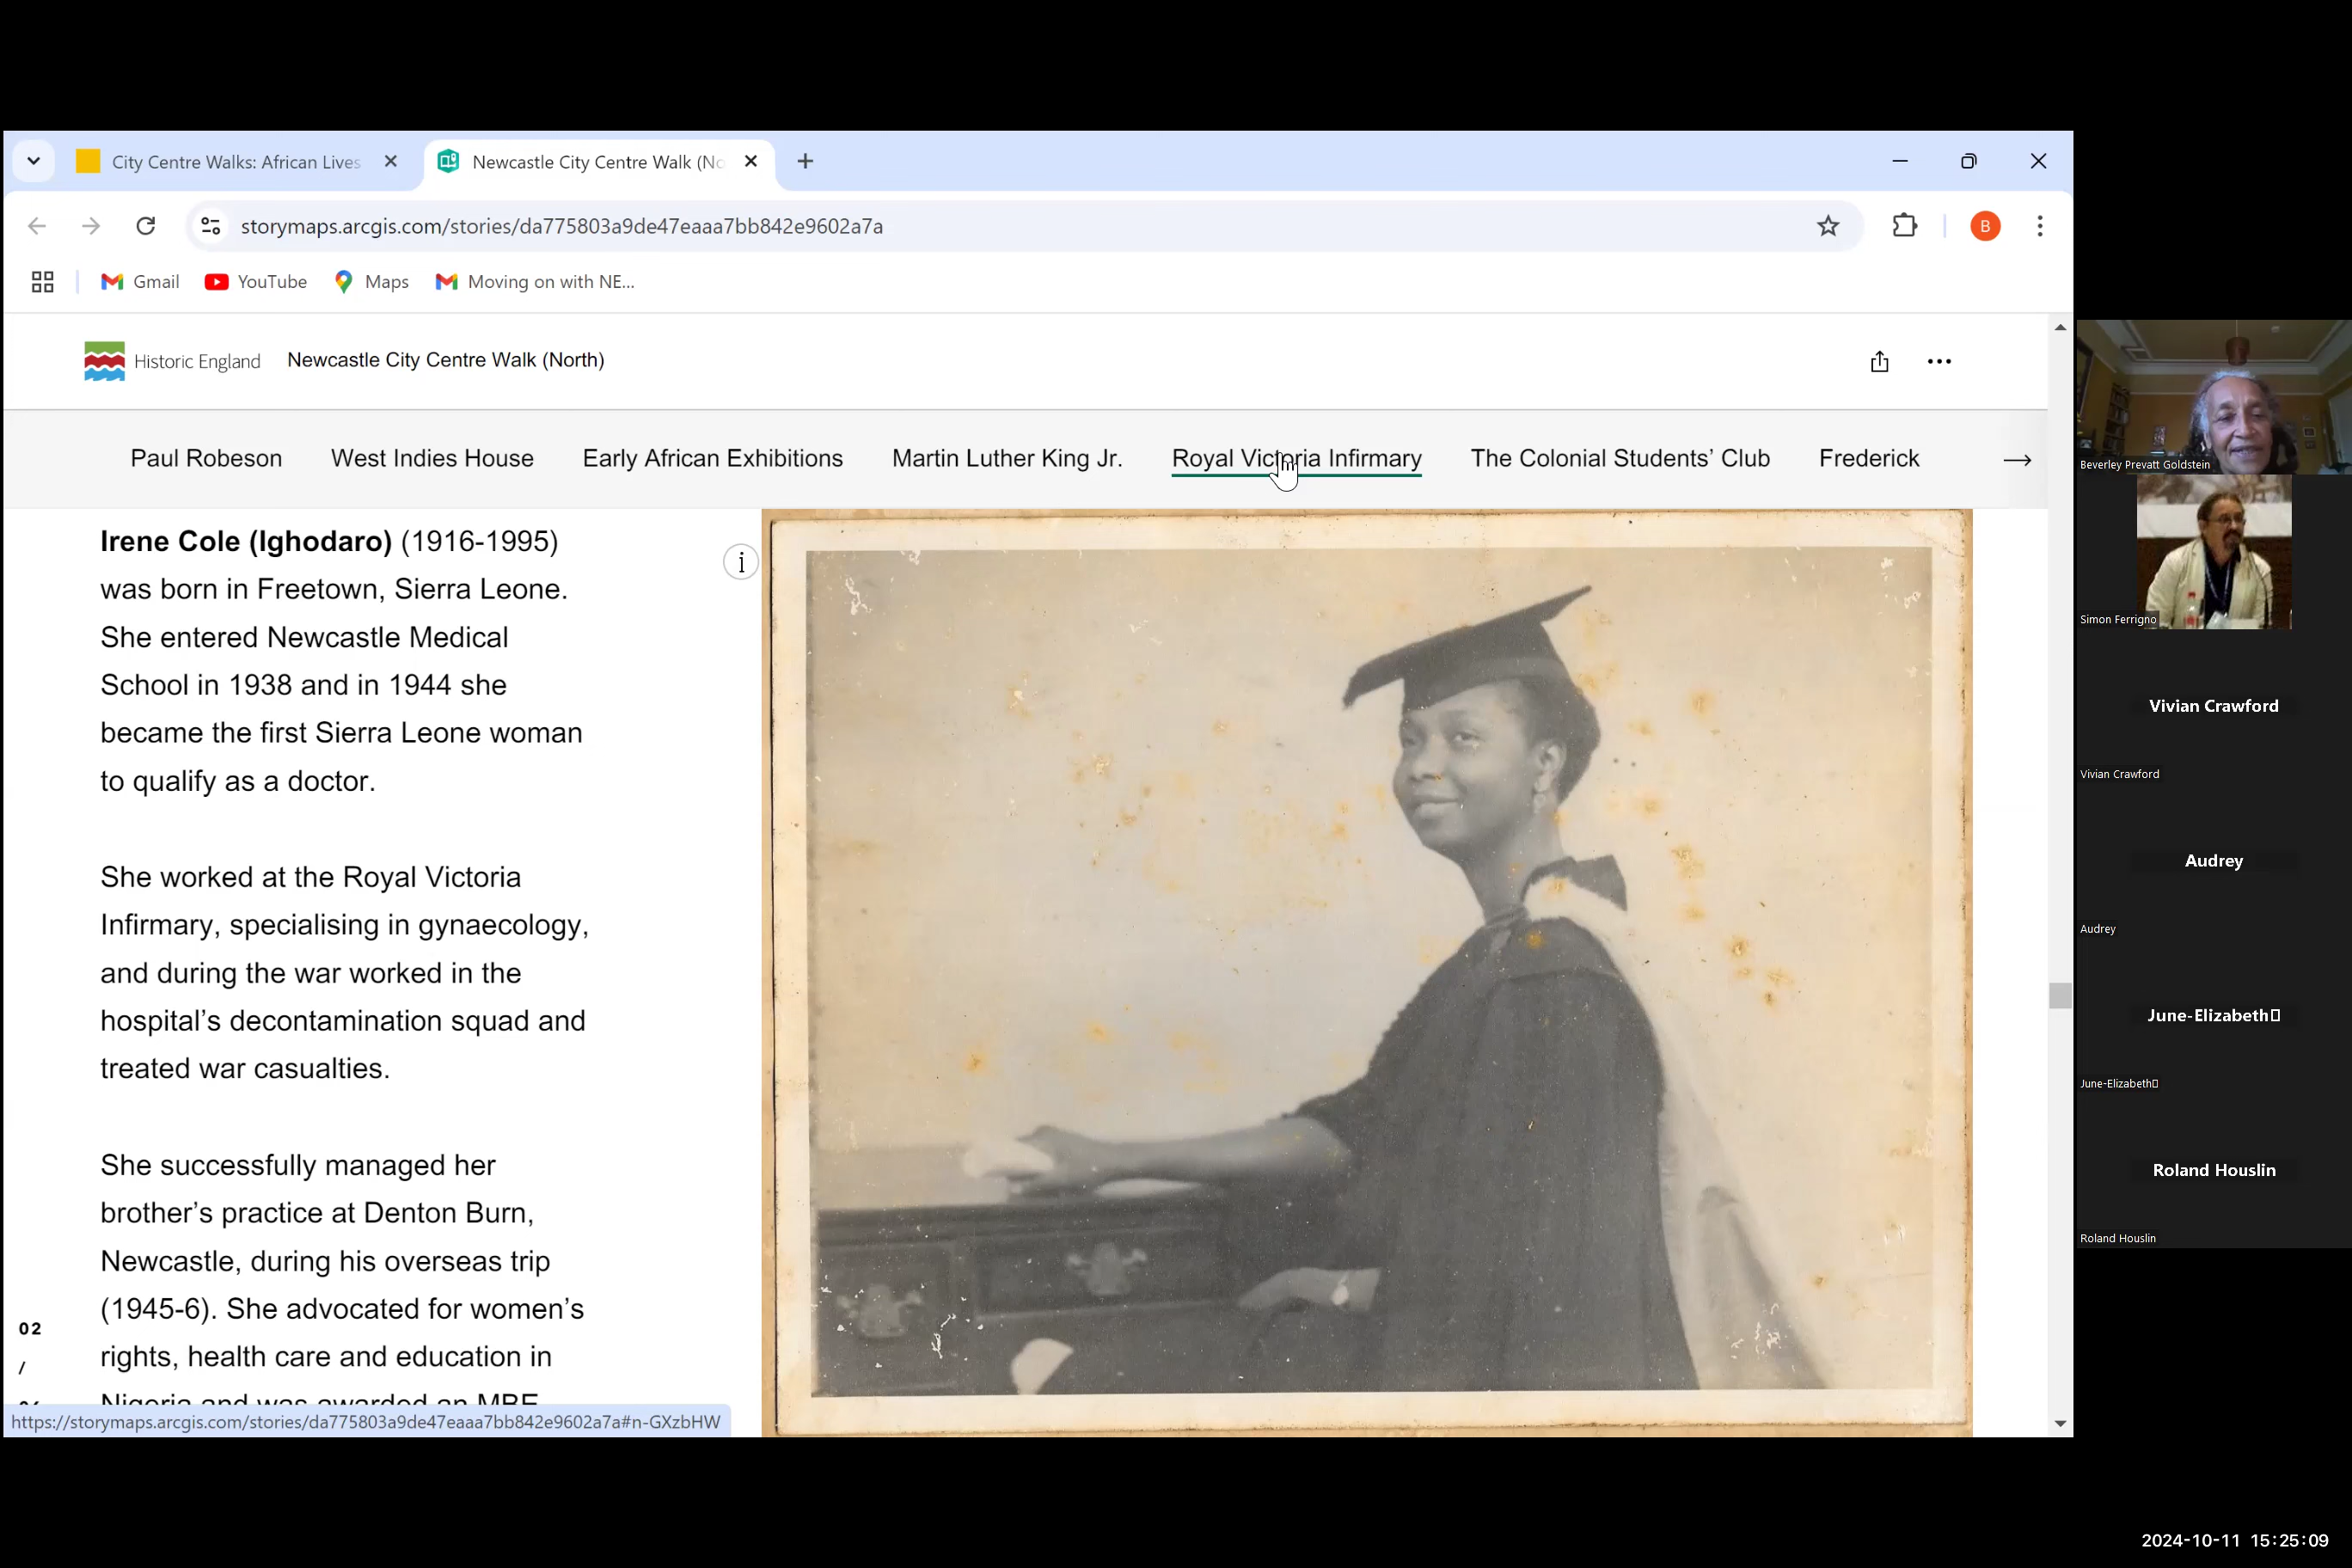 City Centre Walks: African Lives
Newcastle City Centre Walk (No
storymaps.arcgis.com/stories/da775803a9de47eaaa7bb842e9602a7a
B
Gmail
YouTube
Maps
Moving on with NE...
Historic England
Newcastle City Centre Walk (North)
Paul Robeson
West Indies House
Early African Exhibitions
Martin Luther King Jr.
Royal Victoria Infirmary
The Colonial Students’ Club
Frederick
Irene Cole (Ighodaro) (1916-1995)
was born in Freetown, Sierra Leone.
She entered Newcastle Medical
School in 1938 and in 1944 she
became the first Sierra Leone woman
to qualify as a doctor.
She worked at the Royal Victoria
Infirmary, specialising in gynaecology,
and during the war worked in the
hospital’s decontamination squad and
treated war casualties.
She successfully managed her
brother’s practice at Denton Burn,
Newcastle, during his overseas trip
(1945-6). She advocated for women’s
rights, health care and education in
Nigeria and was awarded an MBE
i
02
/
https://storymaps.arcgis.com/stories/da775803a9de47eaaa7bb842e9602a7a#n-GXzbHW
Beverley Prevatt Goldstein
Simon Ferrigno
Vivian Crawford
Vivian Crawford
Audrey
Audrey
June-Elizabeth
June-Elizabeth
Roland Houslin
Roland Houslin
2024-10-11 15:25:09